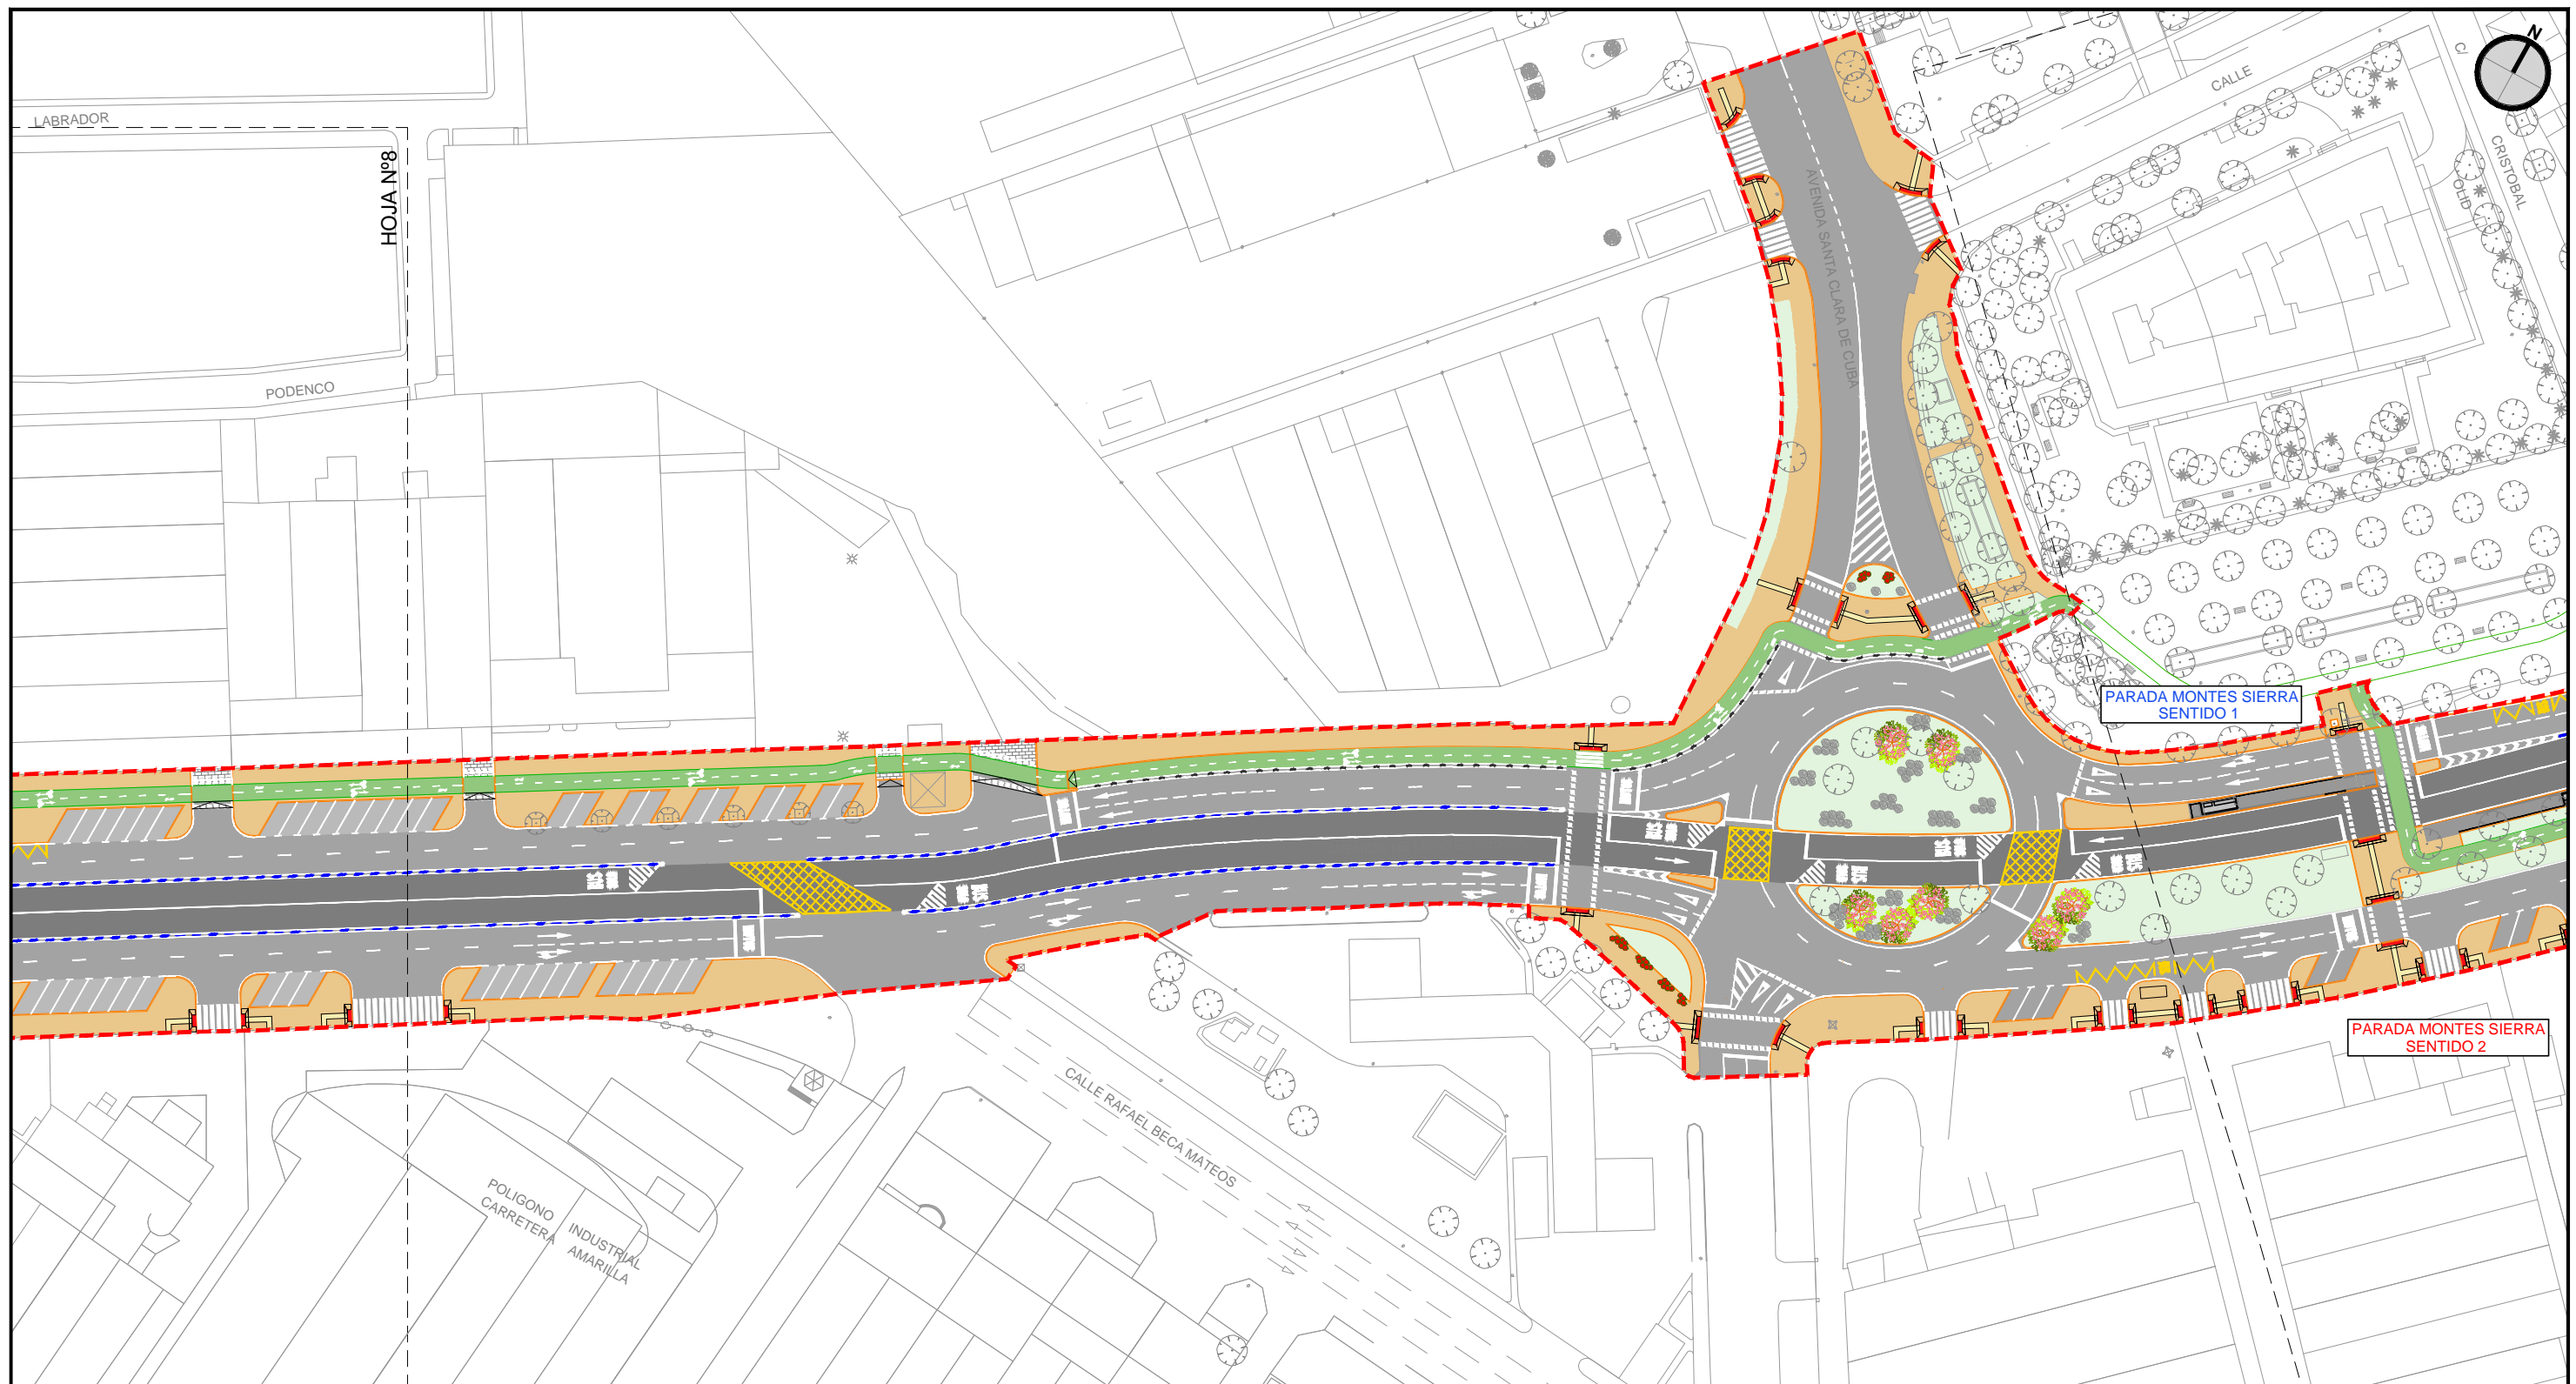 LABRADOR
HOJA Nº8
PODENCO
N
CALLE
C/
CRISTOBAL
OLID
AVENIDA SANTA CLARA DE CUBA
PARADA MONTES SIERRA
SENTIDO 1
PARADA MONTES SIERRA
SENTIDO 2
CALLE RAFAEL BECA MATEOS
POLIGONO INDUSTRIAL
CARRETERA AMARILLA